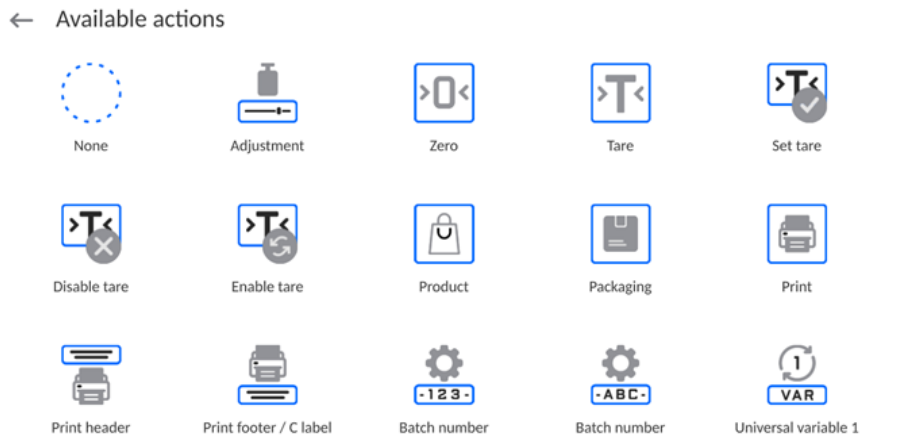 ← Available actions
None Adjustment >0< Zero >T< Tare >T< Set tare
>T< Disable tare >T< Enable tare Product Packaging Print
Print header Print footer / C label -123- Batch number -ABC- Batch number 1 VAR Universal variable 1